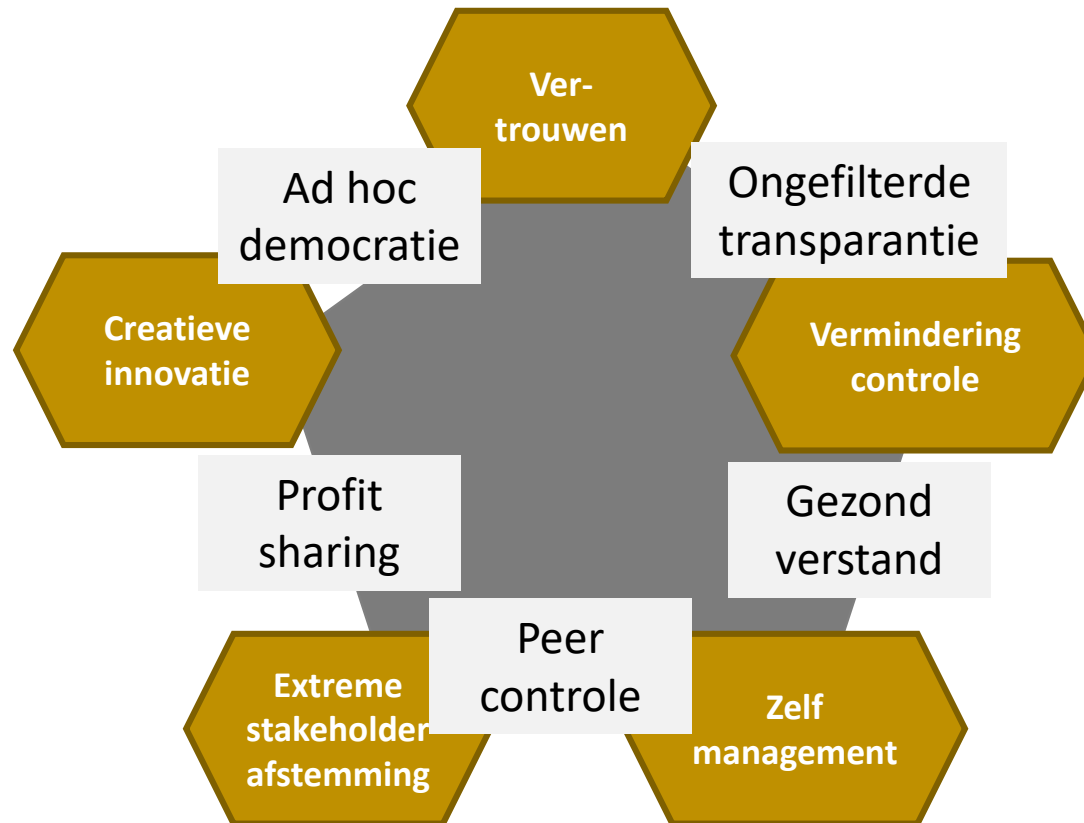 Ver-
trouwen
Ad hoc
democratie
Ongefilterde
transparantie
Creatieve
innovatie
Vermindering
controle
Profit
sharing
Gezond
verstand
Peer
controle
Extreme
stakeholder
afstemming
Zelf
management